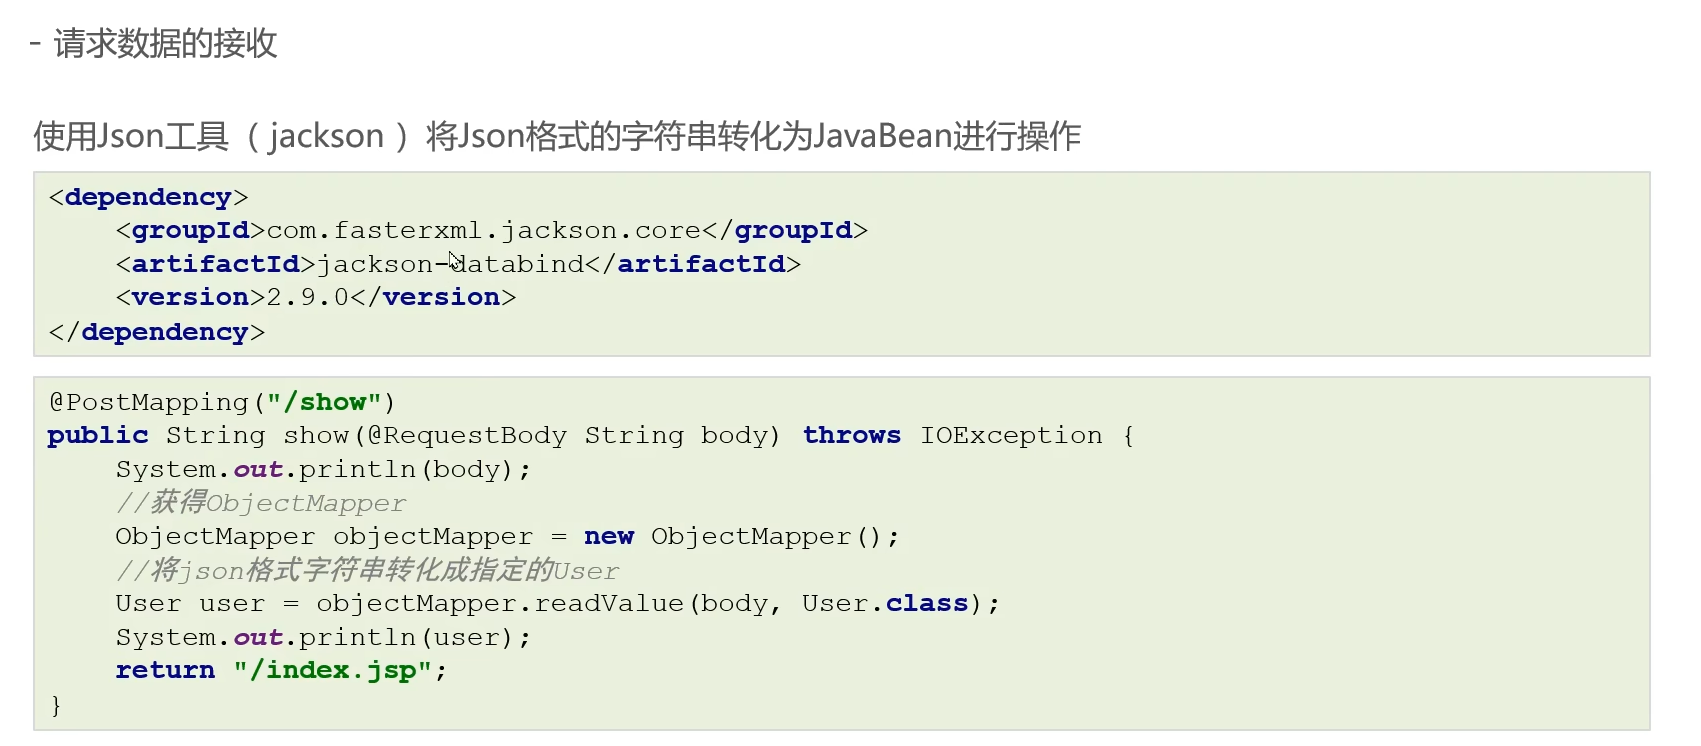 - 请求数据的接收
使用Json工具（ jackson ）将Json格式的字符串转化为JavaBean进行操作
<dependency>
    <groupId>com.fasterxml.jackson.core</groupId>
    <artifactId>jackson-databind</artifactId>
    <version>2.9.0</version>
</dependency>
@PostMapping("/show")
public String show(@RequestBody String body) throws IOException {
    System.out.println(body);
    //获得ObjectMapper
    ObjectMapper objectMapper = new ObjectMapper();
    //将json格式字符串转化成指定的User
    User user = objectMapper.readValue(body, User.class);
    System.out.println(user);
    return "/index.jsp";
}